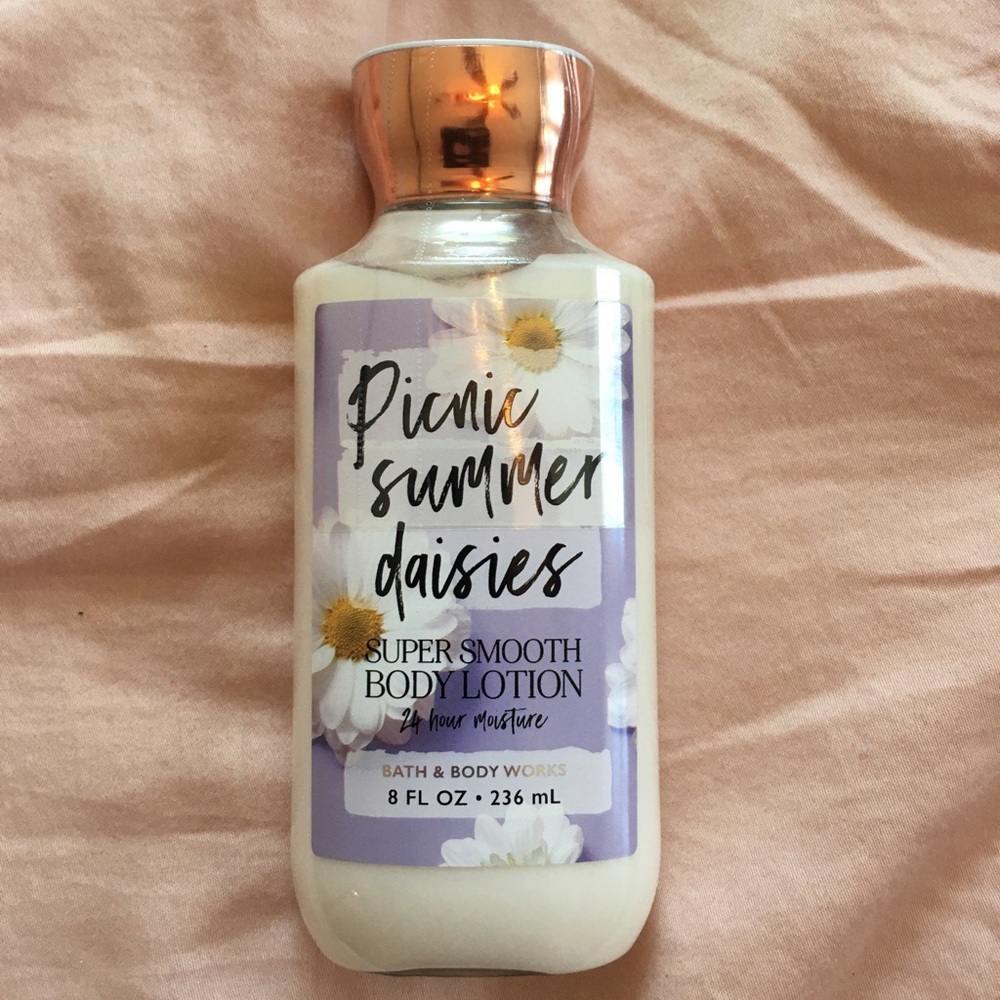 Picnic
summer
daisies
SUPER SMOOTH
BODY LOTION
24 hour moisture
BATH & BODY WORKS
8 FL OZ • 236 mL